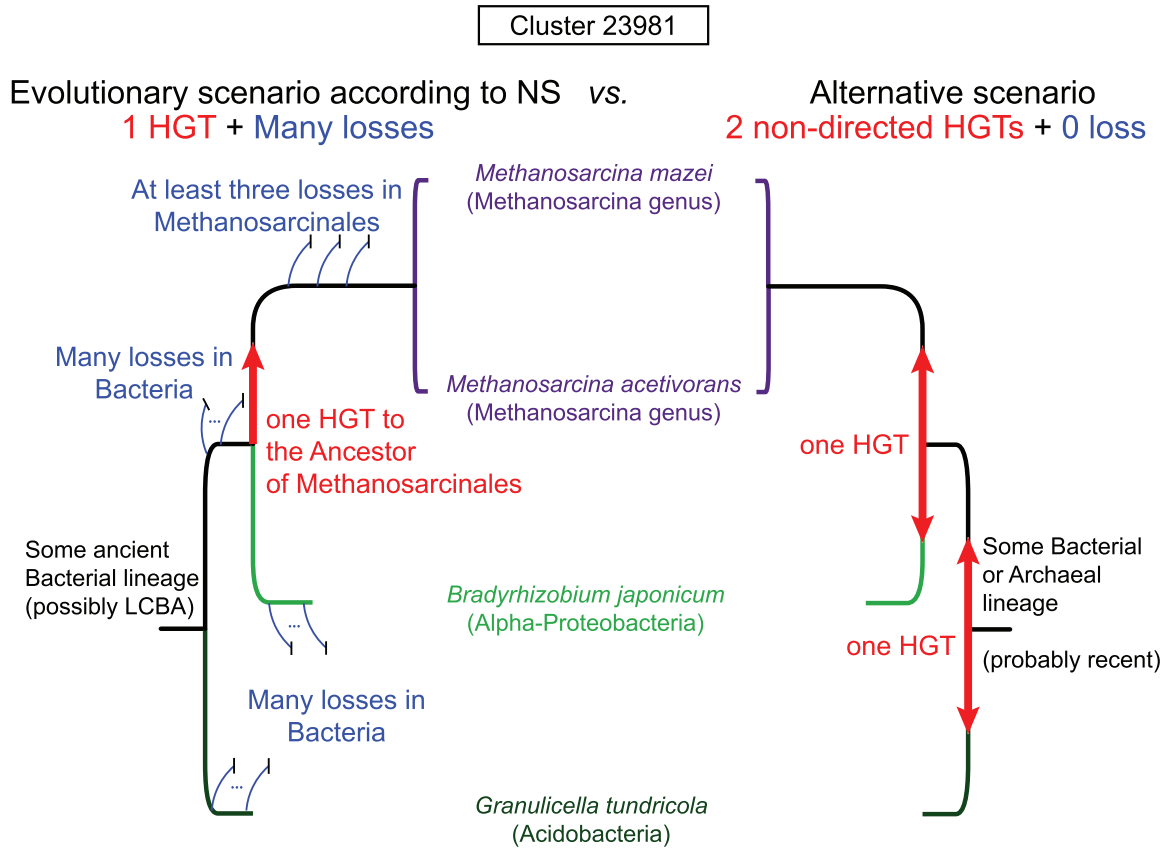 Cluster 23981
Evolutionary scenario according to NS vs. Alternative scenario
1 HGT + Many losses
2 non-directed HGTs + 0 loss
At least three losses in
Methanosarcinales
Methanosarcina mazei
(Methanosarcina genus)
Many losses in
Bacteria
...
Methanosarcina acetivorans
(Methanosarcina genus)
one HGT to
the Ancestor
of Methanosarcinales
one HGT
Some ancient
Bacterial lineage
(possibly LCBA)
Some Bacterial
or Archaeal
lineage
(probably recent)
Bradyrhizobium japonicum
(Alpha-Proteobacteria)
...
one HGT
Many losses in
Bacteria
...
Granulicella tundricola
(Acidobacteria)